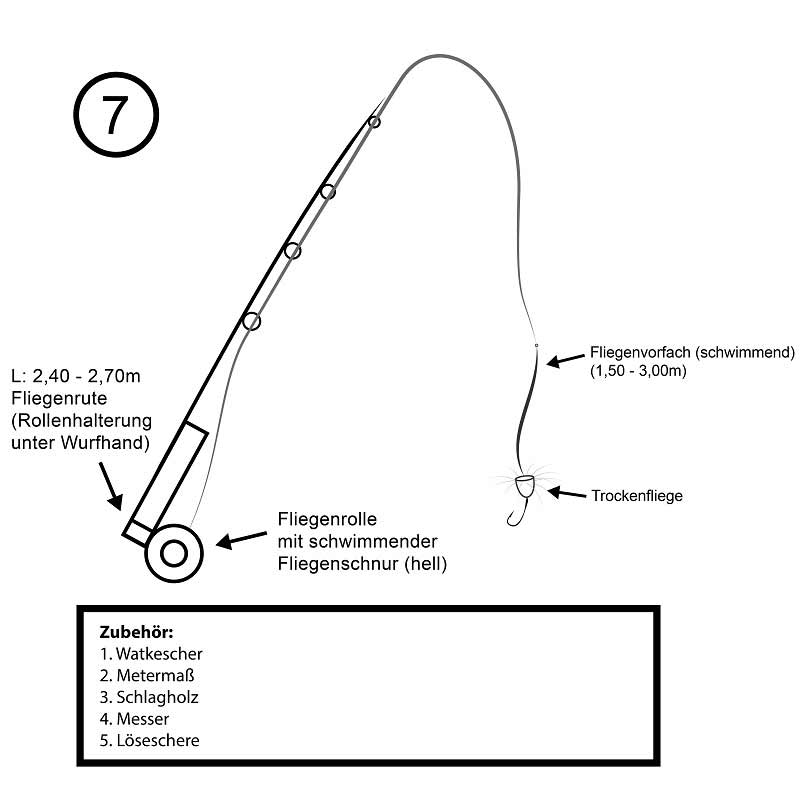 7
L: 2,40 - 2,70m
Fliegenrute
(Rollenhalterung
unter Wurfhand)
Fliegenvorfach (schwimmend)
(1,50 - 3,00m)
Trockenfliege
Fliegenrolle
mit schwimmender
Fliegenschnur (hell)
Zubehör:
1. Watkescher
2. Metermaß
3. Schlagholz
4. Messer
5. Löseschere